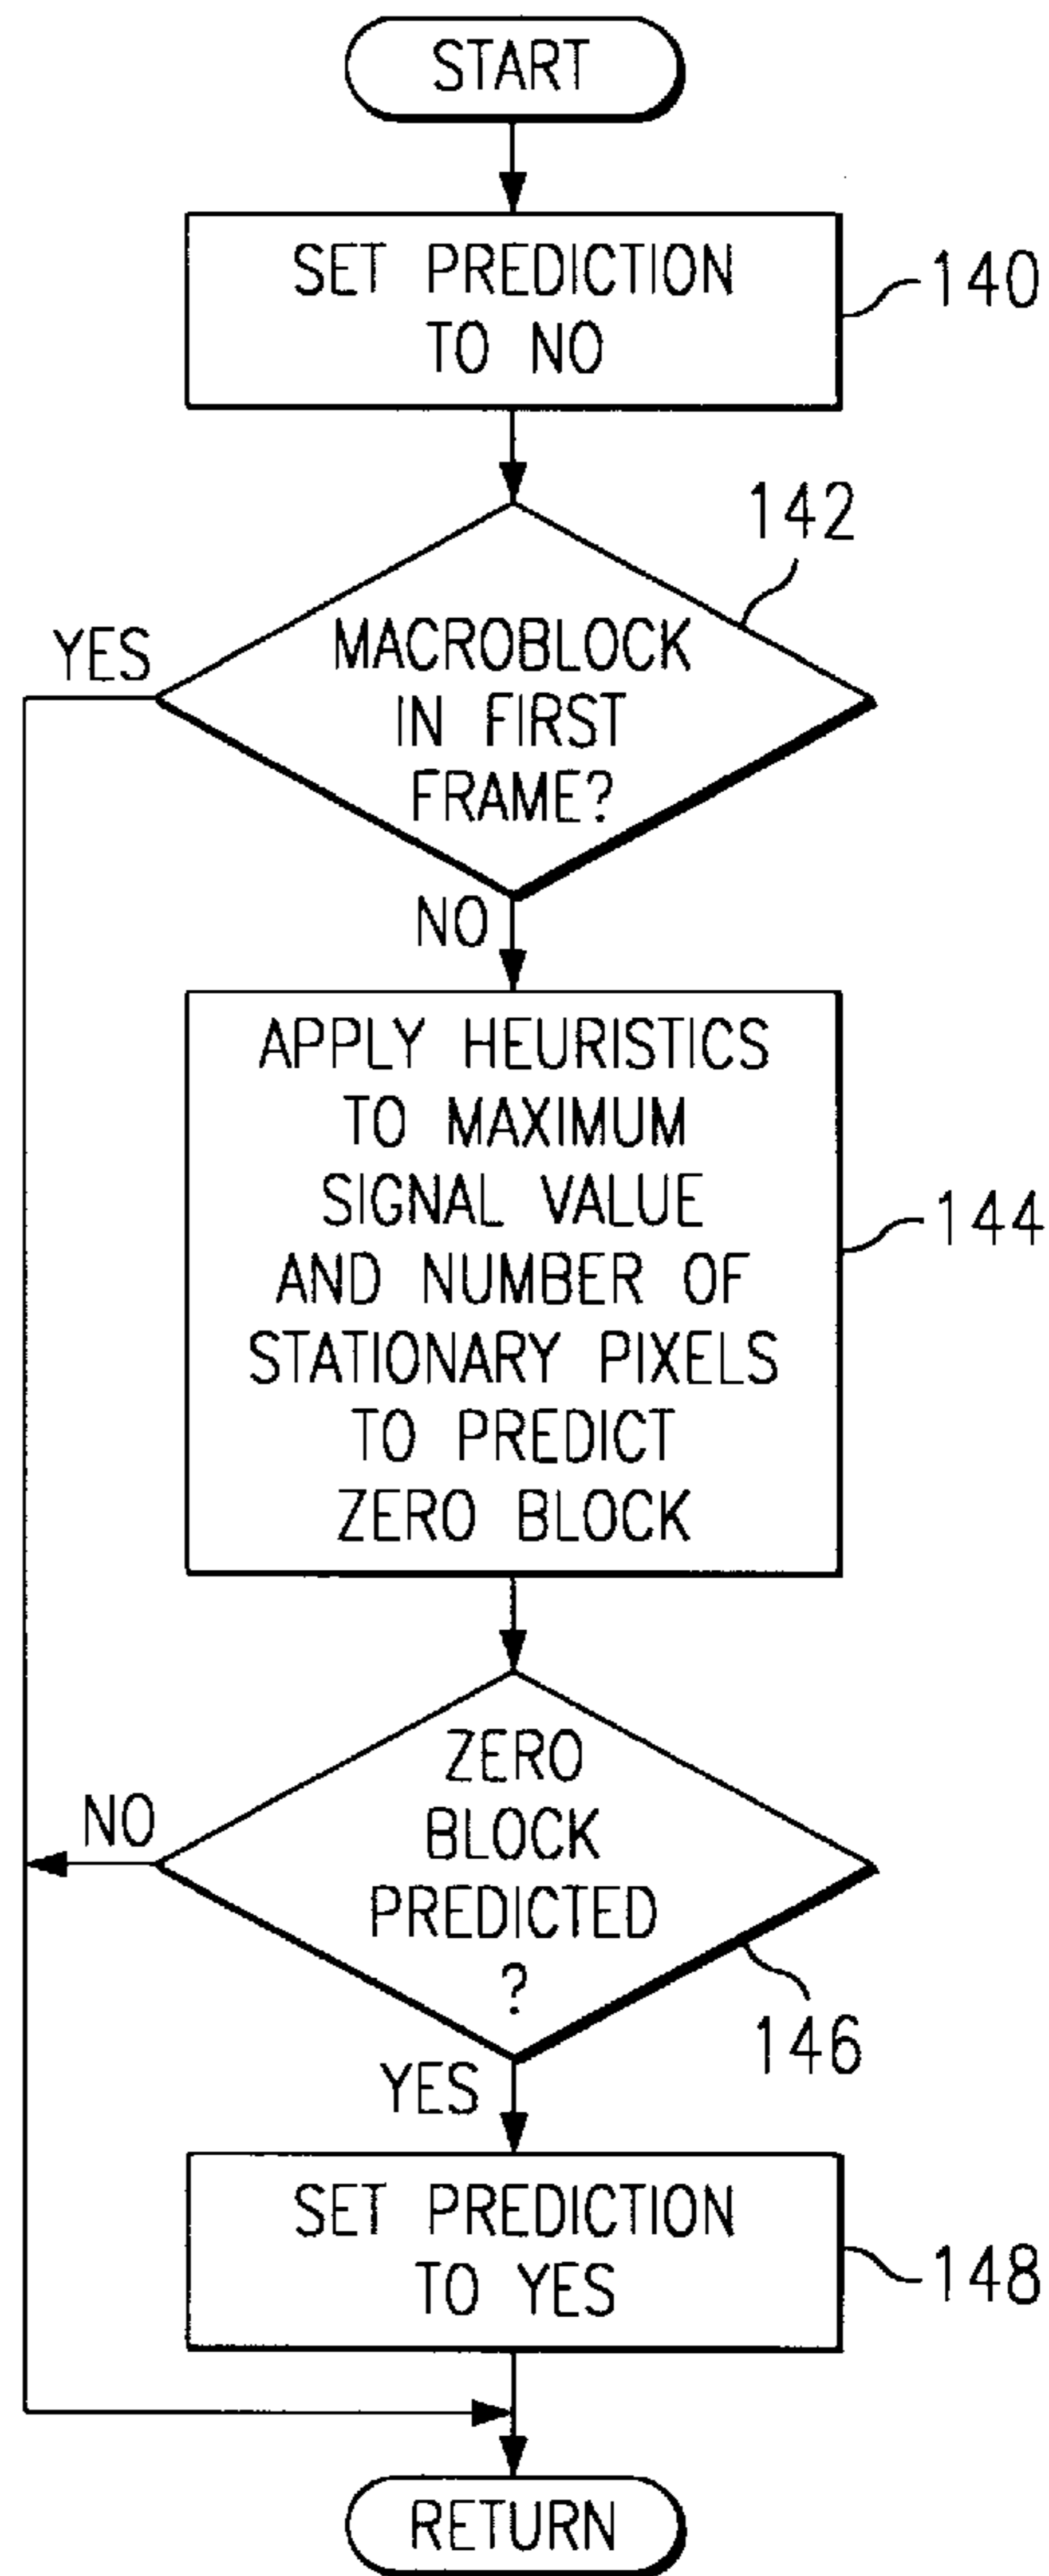 START
SET PREDICTION
TO NO
140
142
YES
MACROBLOCK
IN FIRST
FRAME?
NO
APPLY HEURISTICS
TO MAXIMUM
SIGNAL VALUE
AND NUMBER OF
STATIONARY PIXELS
TO PREDICT
ZERO BLOCK
144
NO
ZERO
BLOCK
PREDICTED
?
146
YES
SET PREDICTION
TO YES
148
RETURN